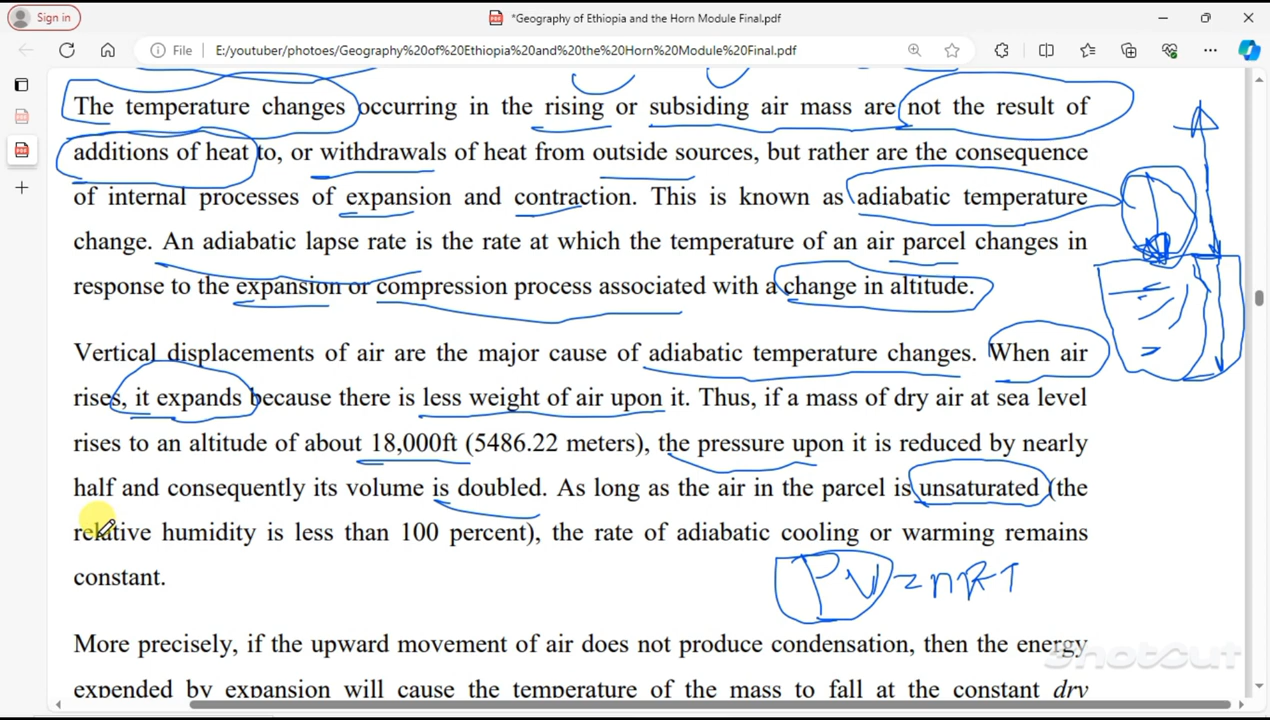 Sign in
*Geography of Ethiopia and the Horn Module Final.pdf
File
E:/youtuber/photoes/Geography%20of%20Ethiopia%20and%20the%20Horn%20Module%20Final.pdf
The temperature changes occurring in the rising or subsiding air mass are not the result of
additions of heat to, or withdrawals of heat from outside sources, but rather are the consequence
of internal processes of expansion and contraction. This is known as adiabatic temperature
change. An adiabatic lapse rate is the rate at which the temperature of an air parcel changes in
response to the expansion or compression process associated with a change in altitude.
Vertical displacements of air are the major cause of adiabatic temperature changes. When air
rises, it expands because there is less weight of air upon it. Thus, if a mass of dry air at sea level
rises to an altitude of about 18,000ft (5486.22 meters), the pressure upon it is reduced by nearly
half and consequently its volume is doubled. As long as the air in the parcel is unsaturated (the
relative humidity is less than 100 percent), the rate of adiabatic cooling or warming remains
constant.
PV=nRT
More precisely, if the upward movement of air does not produce condensation, then the energy
expended by expansion will cause the temperature of the mass to fall at the constant dry
Shotcut